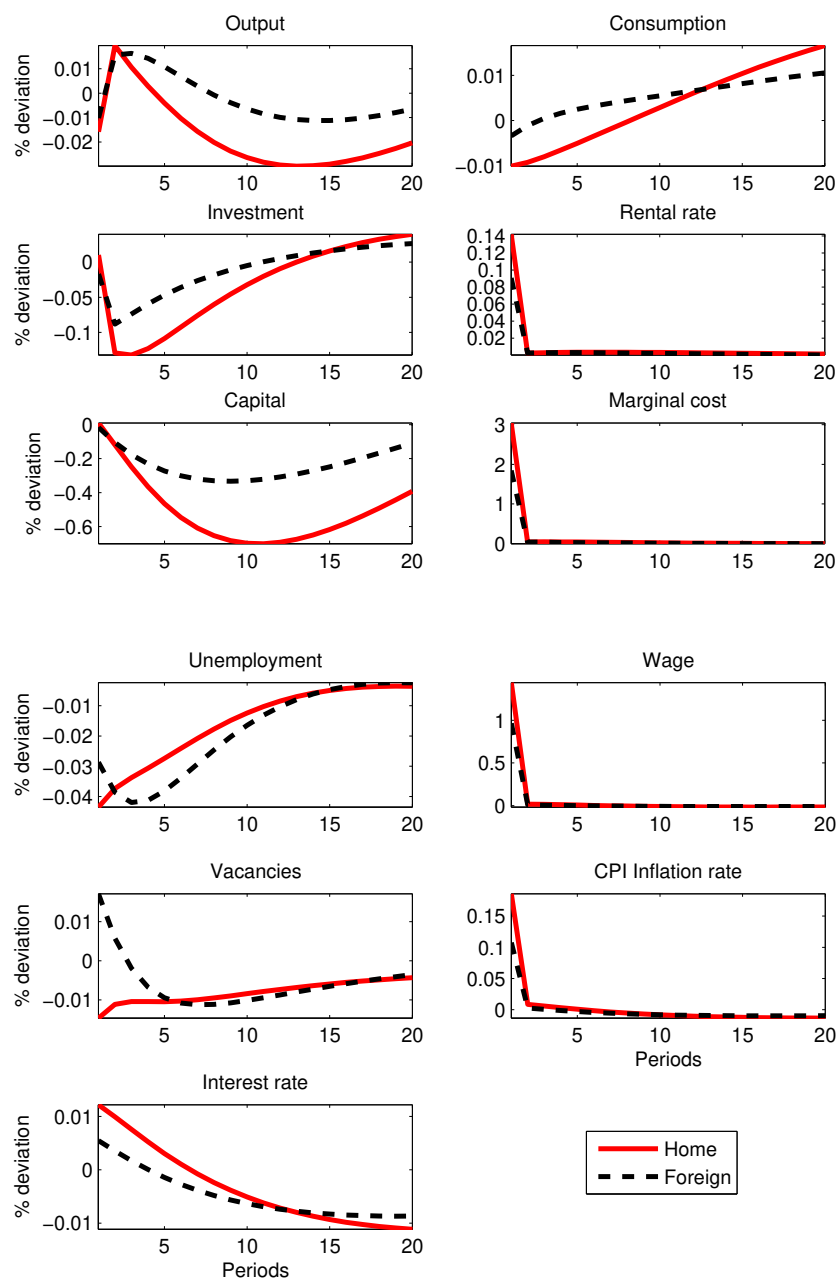 Output
% deviation
0.01
0
−0.01
−0.02
5 10 15 20
Consumption
0.01
0
−0.01
5 10 15 20
Investment
% deviation
0
−0.05
−0.1
5 10 15 20
Rental rate
0.14
0.12
0.1
0.08
0.06
0.04
0.02
5 10 15 20
Capital
% deviation
0
−0.2
−0.4
−0.6
5 10 15 20
Marginal cost
3
2
1
0
5 10 15 20
Unemployment
% deviation
−0.01
−0.02
−0.03
−0.04
5 10 15 20
Wage
1
0.5
0
5 10 15 20
Vacancies
% deviation
0.01
0
−0.01
5 10 15 20
CPI Inflation rate
0.15
0.1
0.05
0
5 10 15 20
Periods
Interest rate
% deviation
0.01
0
−0.01
5 10 15 20
Periods
Home
Foreign